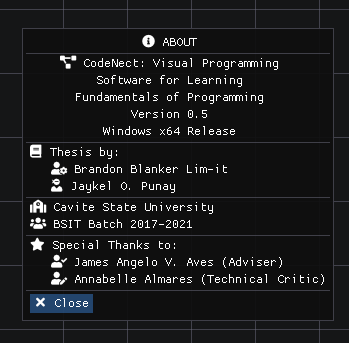 ABOUT
CodeNect: Visual Programming
Software for Learning
Fundamentals of Programming
Version 0.5
Windows x64 Release
Thesis by:
Brandon Blanker Lim-it
Jaykel O. Punay
Cavite State University
BSIT Batch 2017-2021
Special Thanks to:
James Angelo V. Aves (Adviser)
Annabelle Almares (Technical Critic)
Close